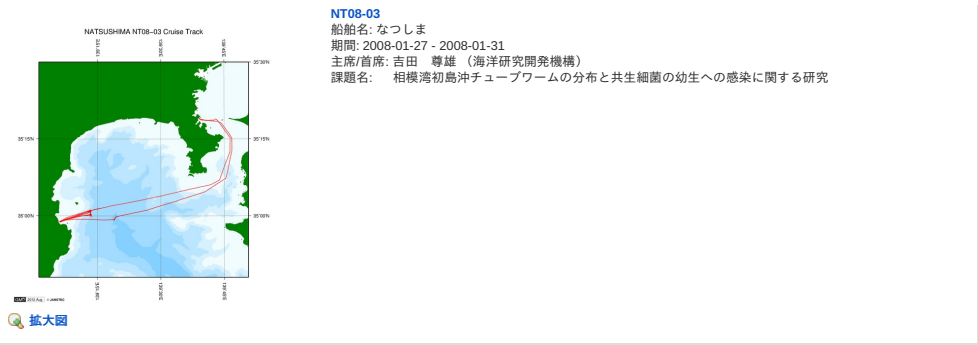 NT08-03
船舶名: なつしま
期間: 2008-01-27 - 2008-01-31
主席/首席: 吉田　尊雄 （海洋研究開発機構）
課題名:　 相模湾初島沖チューブワームの分布と共生細菌の幼生への感染に関する研究
NATSUSHIMA NT08-03 Cruise Track
35°30'N
35°15'N 35°15'N
35°00'N 35°00'N
拡大図